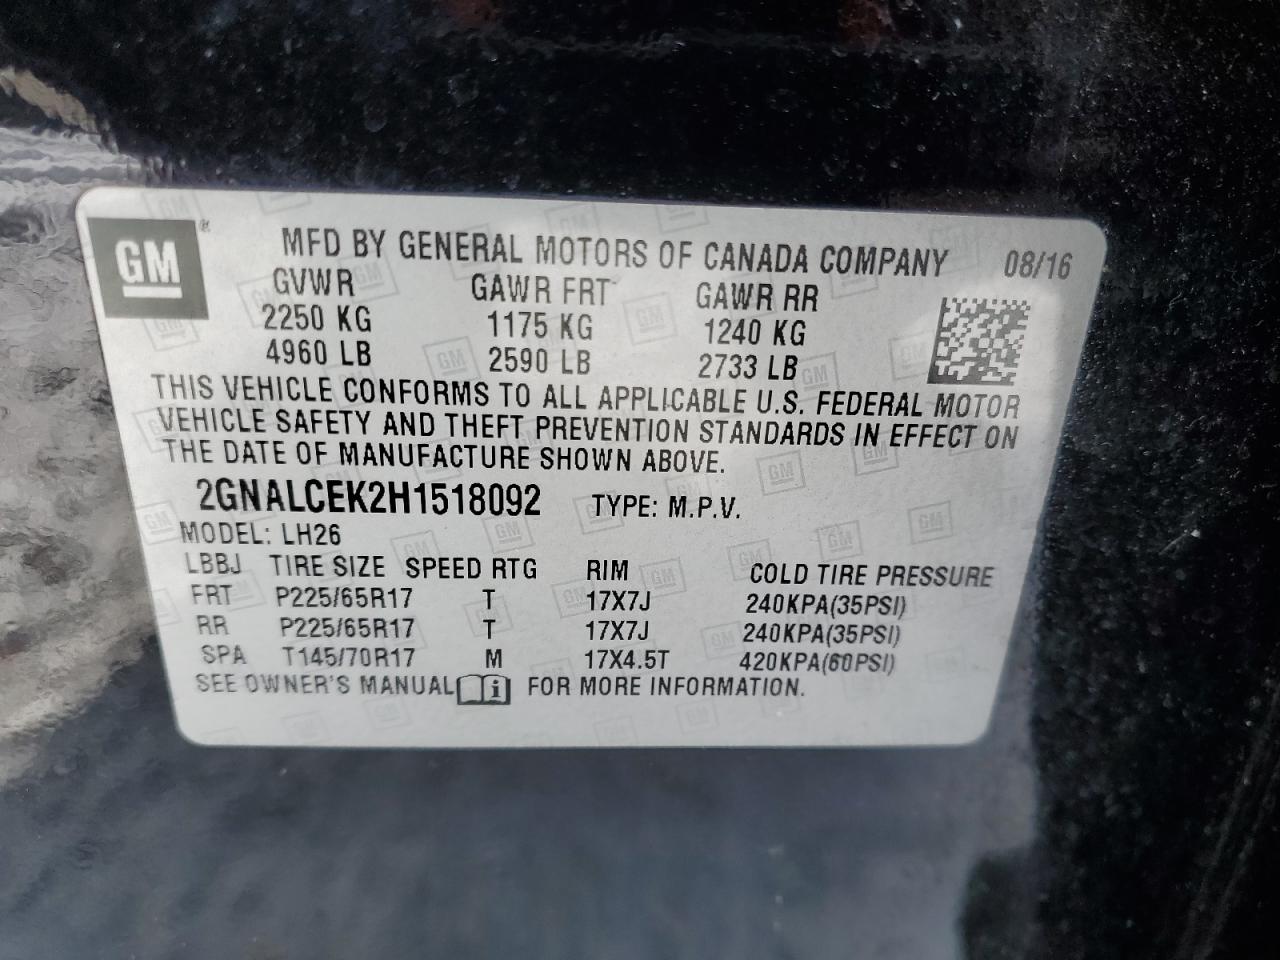 GM ® MFD BY GENERAL MOTORS OF CANADA COMPANY 08/16
GVWR GAWR FRT GAWR RR
2250 KG 1175 KG 1240 KG
4960 LB 2590 LB 2733 LB
THIS VEHICLE CONFORMS TO ALL APPLICABLE U.S. FEDERAL MOTOR
VEHICLE SAFETY AND THEFT PREVENTION STANDARDS IN EFFECT ON
THE DATE OF MANUFACTURE SHOWN ABOVE.
2GNALCEK2H1518092 TYPE: M.P.V.
MODEL: LH26
LBBJ TIRE SIZE SPEED RTG RIM COLD TIRE PRESSURE
FRT P225/65R17 T 17X7J 240KPA(35PSI)
RR P225/65R17 T 17X7J 240KPA(35PSI)
SPA T145/70R17 M 17X4.5T 420KPA(60PSI)
SEE OWNER'S MANUAL i FOR MORE INFORMATION.